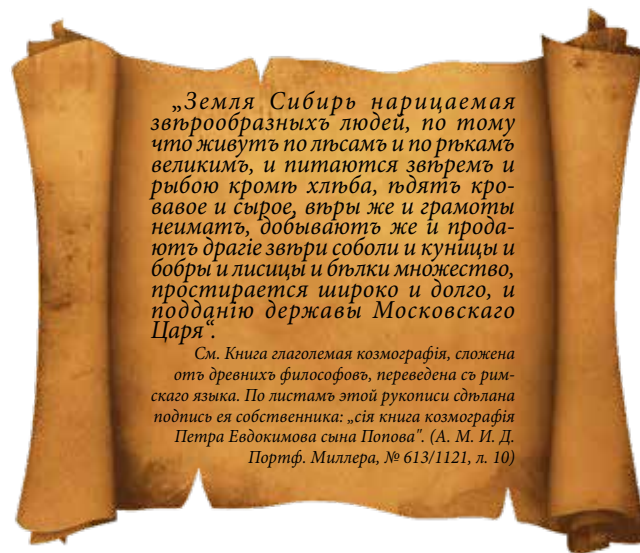 „Земля Сибирь нарицаемая
звѣрообразныхъ людей, по тому
что живутъ по лѣсамъ и по рѣкамъ
великимъ, и питаются звѣремъ и
рыбою кромѣ хлѣба, ѣдятъ кро-
вавое и сырое, вѣры же и грамоты
неиматъ, добываютъ же и прода-
ютъ драгіе звѣри соболи и куницы и
бобры и лисицы и бѣлки множество,
простирается широко и долго, и
подданію державы Московскаго
Царя“.
См. Книга глаголемая козмографія, сложена
отъ древнихъ философовъ, переведена съ рим-
скаго языка. По листамъ этой рукописи сдѣлана
подпись ея собственника: „сія книга козмографія
Петра Евдокимова сына Попова". (А. М. И. Д.
Портф. Миллера, № 613/1121, л. 10)